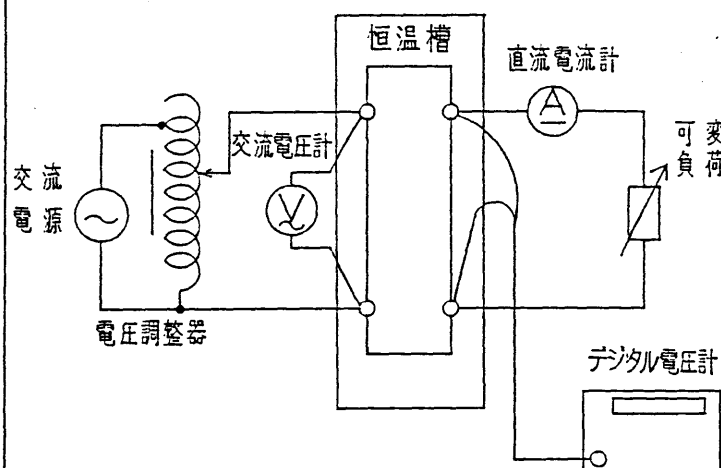 恒温槽
直流電流計
A
可変
負荷
交流電圧計
V
交流
電源
電圧調整器
デジタル電圧計